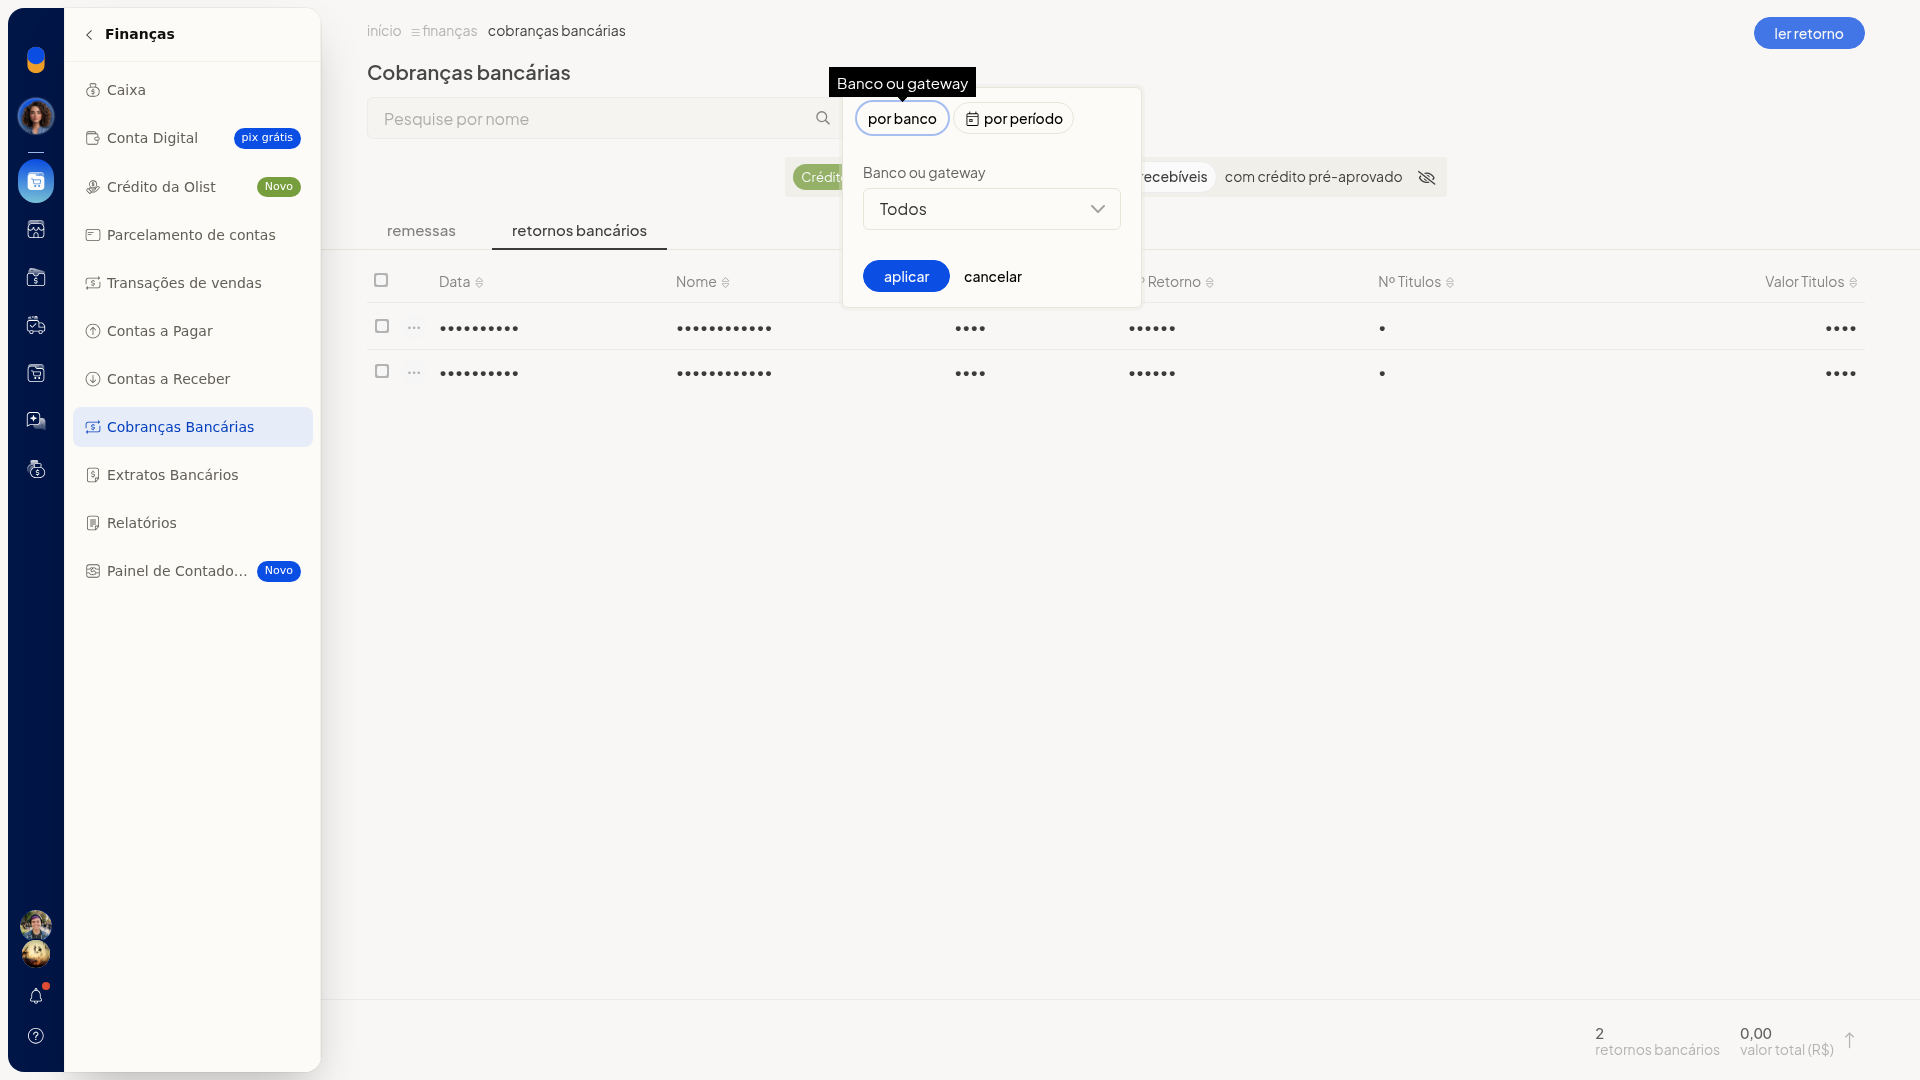 Finanças
Caixa
Conta Digital
pix grátis
Crédito da Olist
Novo
Parcelamento de contas
Transações de vendas
Contas a Pagar
Contas a Receber
Cobranças Bancárias
Extratos Bancários
Relatórios
Painel de Contado...
Novo
início finanças cobranças bancárias
ler retorno
Cobranças bancárias
Banco ou gateway
Pesquise por nome
por banco
por período
Banco ou gateway
Todos
aplicar
cancelar
com crédito pré-aprovado
remessas
retornos bancários
Data Nome Retorno Nº Titulos Valor Titulos
•••••••••• •••••••••••• •••• •••••• • ••••
•••••••••• •••••••••••• •••• •••••• • ••••
2
retornos bancários
0,00
valor total (R$)